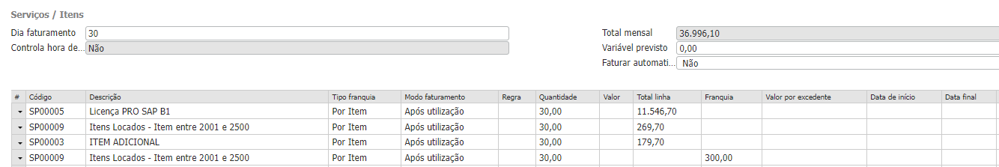 Serviços / Itens
Dia faturamento 30 Total mensal 36.996,10
Controla hora de... Não Variável previsto 0,00
Faturar automati... Não
# Código Descrição Tipo franquia Modo faturamento Regra Quantidade Valor Total linha Franquia Valor por excedente Data de início Data final
SP00005 Licença PRO SAP B1 Por Item Após utilização 30,00 11.546,70
SP00009 Itens Locados - Item entre 2001 e 2500 Por Item Após utilização 30,00 269,70
SP00003 ITEM ADICIONAL Por Item Após utilização 30,00 179,70
SP00009 Itens Locados - Item entre 2001 e 2500 Por Item Após utilização 30,00 300,00